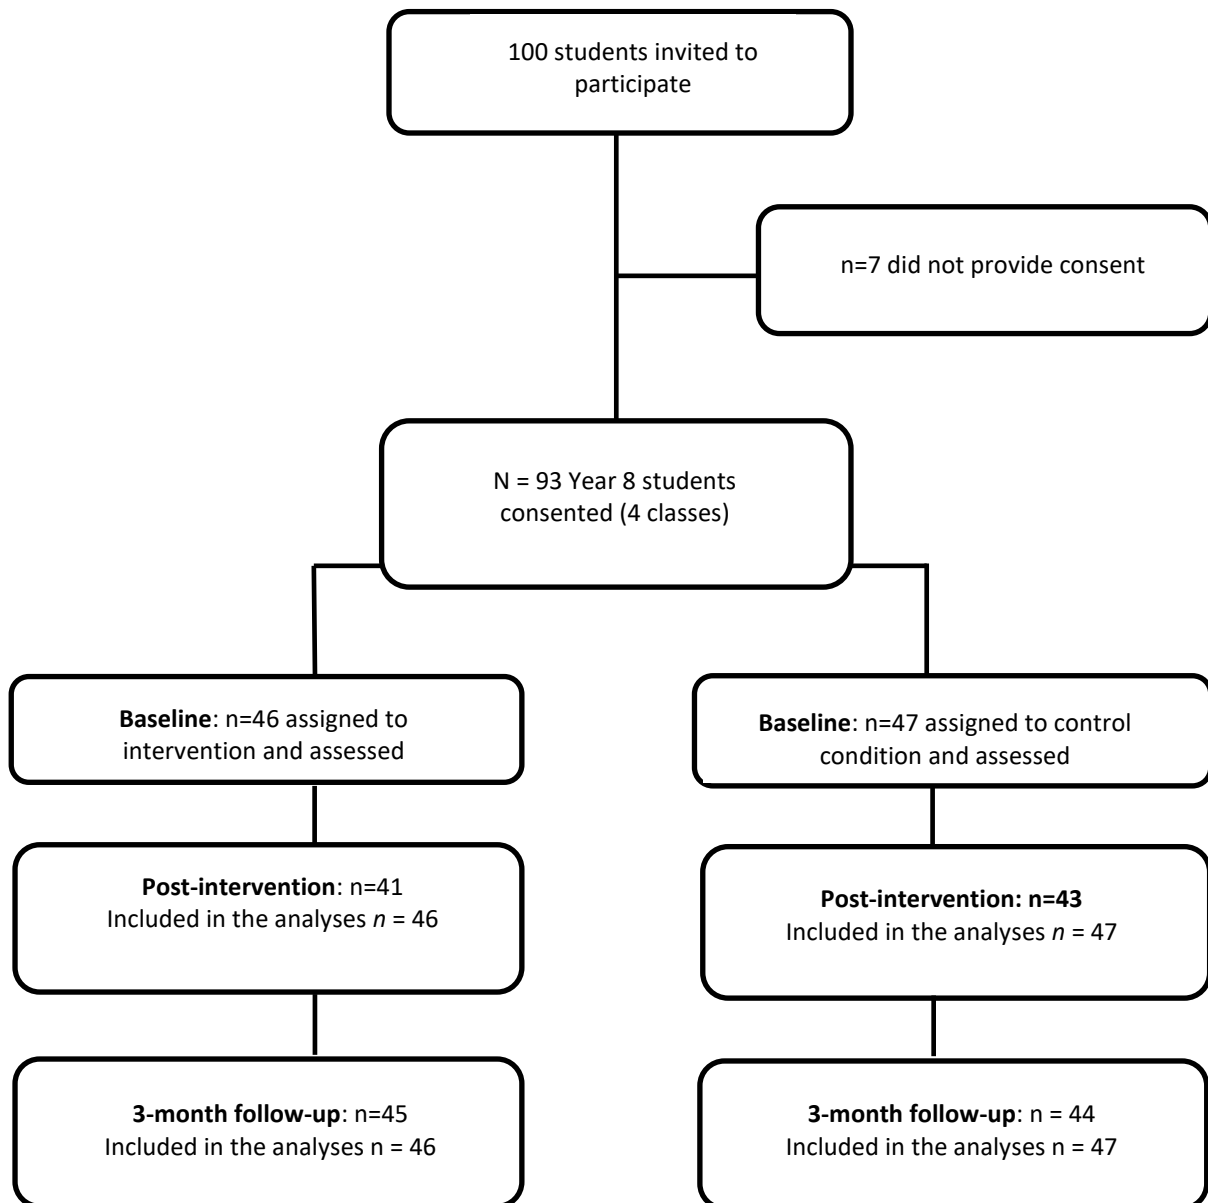 100 students invited to
participate
n=7 did not provide consent
N = 93 Year 8 students
consented (4 classes)
Baseline: n=46 assigned to
intervention and assessed
Baseline: n=47 assigned to control
condition and assessed
Post-intervention: n=41
Included in the analyses n = 46
Post-intervention: n=43
Included in the analyses n = 47
3-month follow-up: n=45
Included in the analyses n = 46
3-month follow-up: n = 44
Included in the analyses n = 47